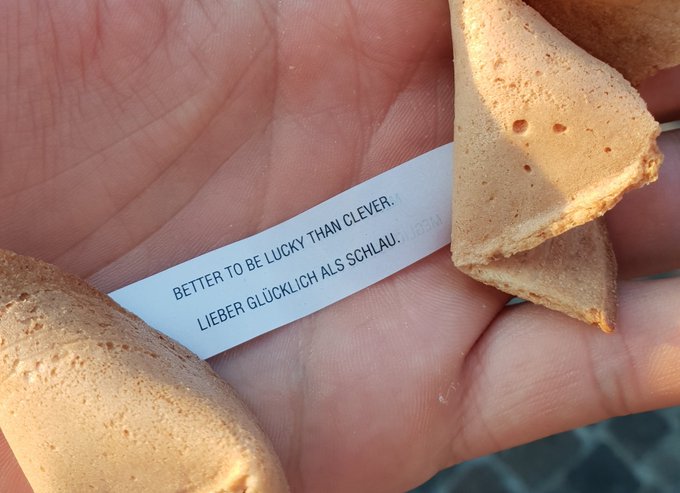 BETTER TO BE LUCKY THAN CLEVER.
LIEBER GLÜCKLICH ALS SCHLAU.